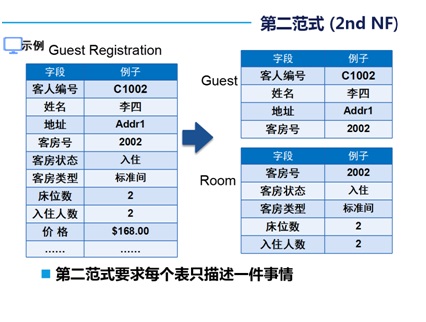 第二范式 (2nd NF)
示例
Guest Registration
字段 例子
客人编号 C1002
姓名 李四
地址 Addr1
客房号 2002
客房状态 入住
客房类型 标准间
床位数 2
入住人数 2
价 格 $168.00
...... ......
Guest
字段 例子
客人编号 C1002
姓名 李四
地址 Addr1
客房号 2002
Room
字段 例子
客房号 2002
客房状态 入住
客房类型 标准间
床位数 2
入住人数 2
第二范式要求每个表只描述一件事情